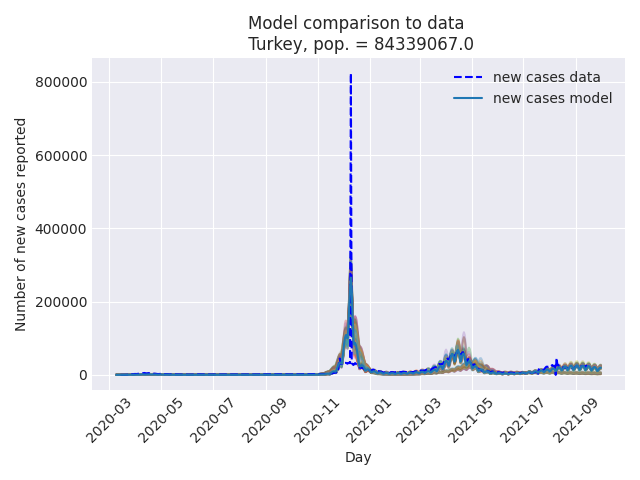 Model comparison to data
Turkey, pop. = 84339067.0
new cases data
new cases model
Number of new cases reported
800000
600000
400000
200000
0
2020-03
2020-05
2020-07
2020-09
2020-11
2021-01
2021-03
2021-05
2021-07
2021-09
Day